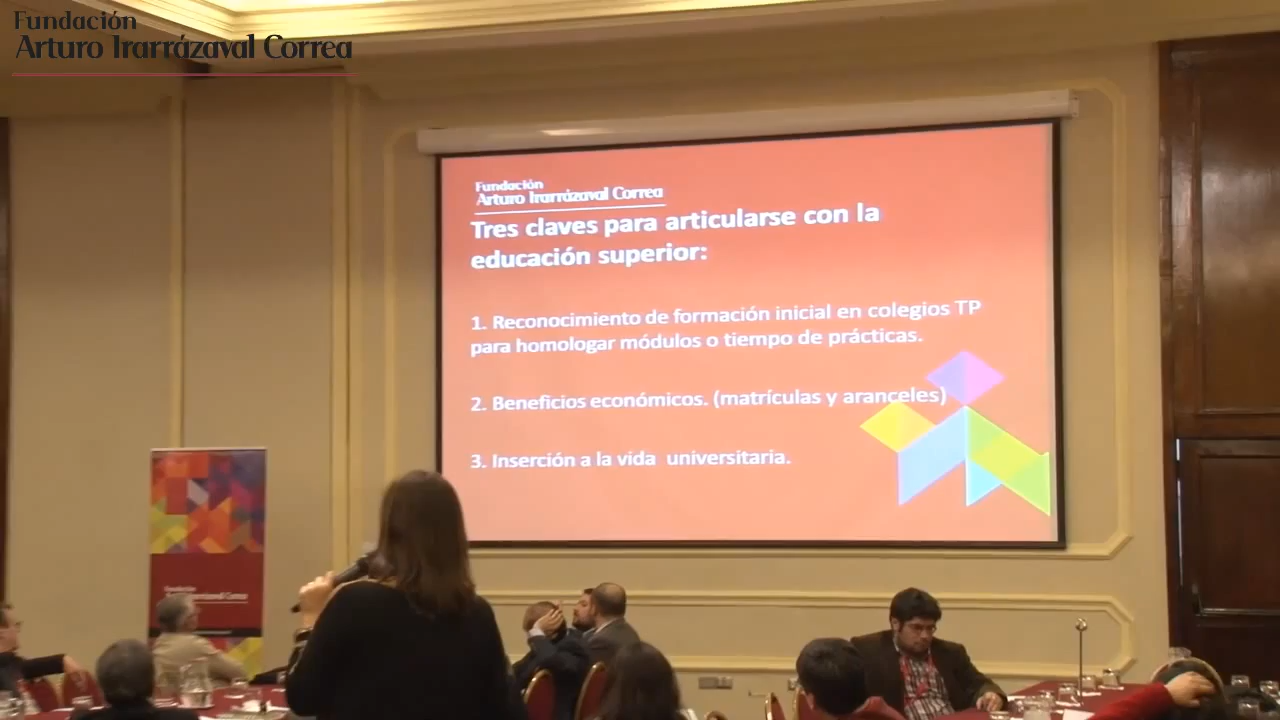 Fundación
Arturo Irarrázaval Correa
Fundación
Arturo Irarrázaval Correa
Tres claves para articularse con la
educación superior:
1. Reconocimiento de formación inicial en colegios TP
para homologar módulos o tiempo de prácticas.
2. Beneficios económicos. (matrículas y aranceles)
3. Inserción a la vida universitaria.